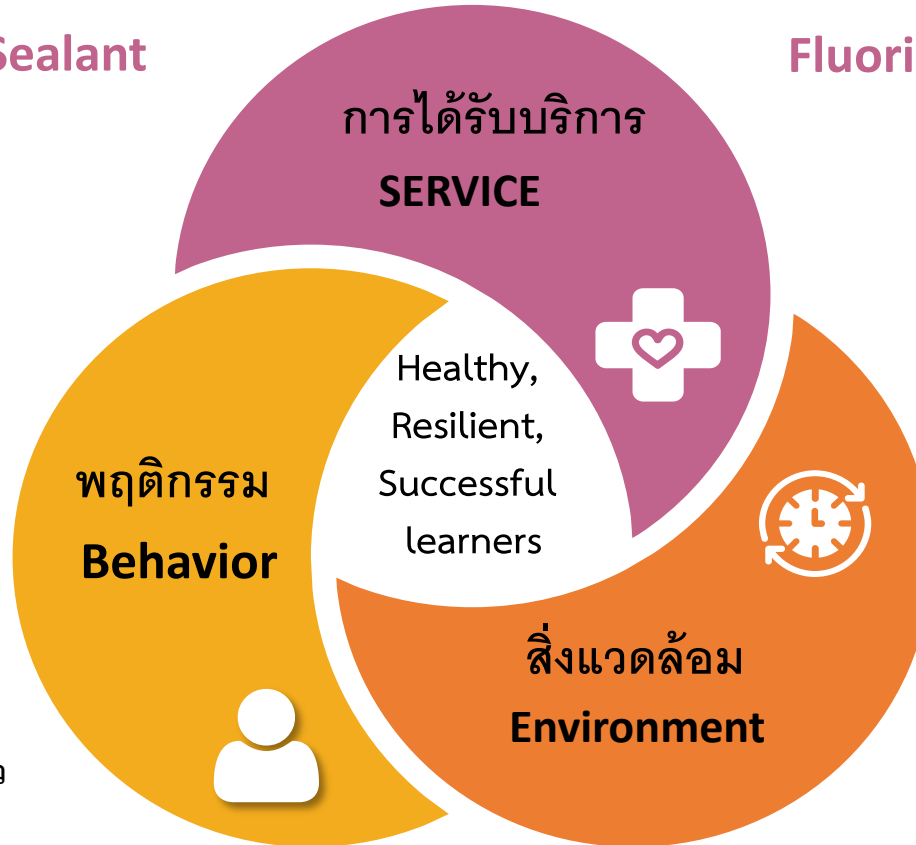 Sealant
Fluori
การได้รับบริการ
SERVICE
Healthy,
Resilient,
Successful
learners
พฤติกรรม
Behavior
สิ่งแวดล้อม
Environment